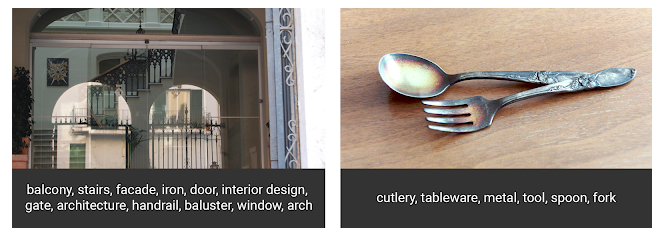 balcony, stairs, facade, iron, door, interior design,
gate, architecture, handrail, baluster, window, arch
cutlery, tableware, metal, tool, spoon, fork